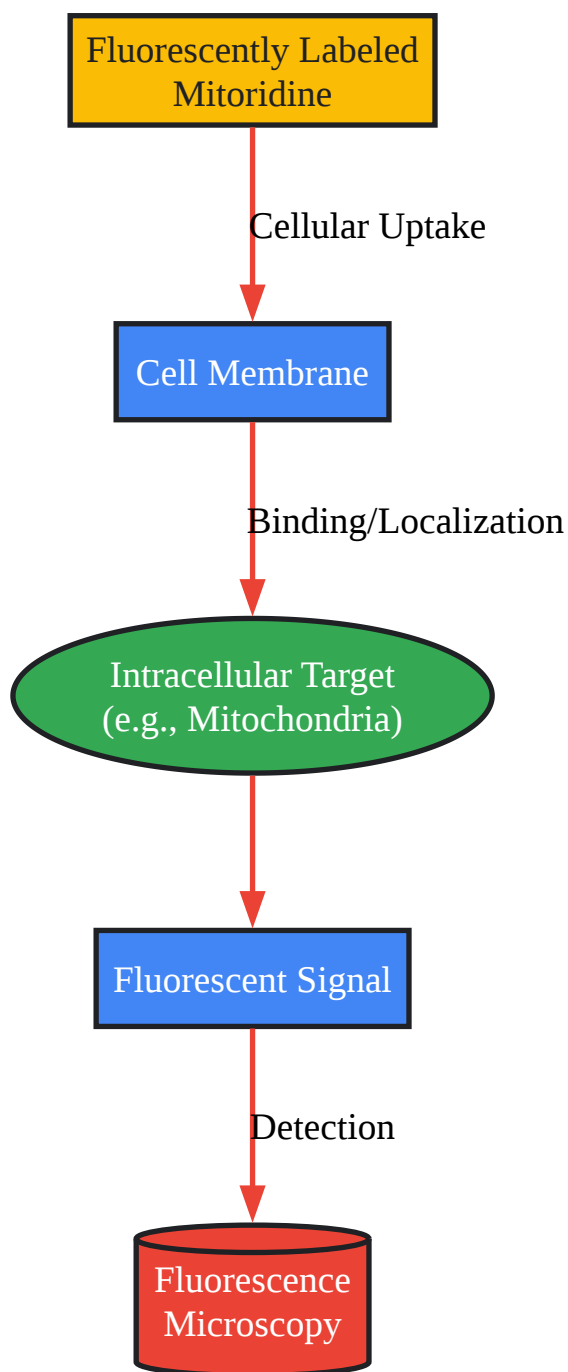 Fluorescently Labeled
Mitoridine
Cellular Uptake
Cell Membrane
Binding/Localization
Intracellular Target
(e.g., Mitochondria)
Fluorescent Signal
Detection
Fluorescence
Microscopy